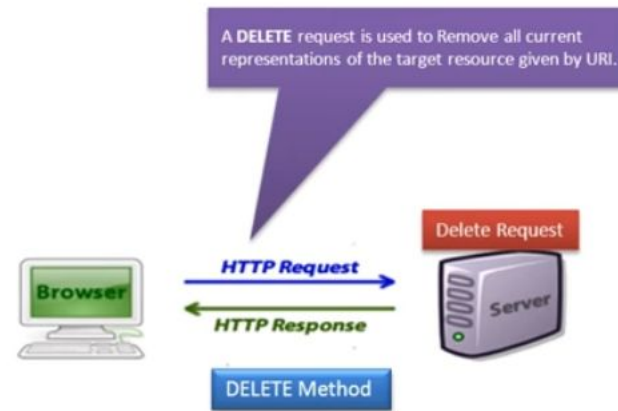 A DELETE request is used to Remove all current
representations of the target resource given by URI..
Delete Request
HTTP Request
Browser
Server
HTTP Response
DELETE Method